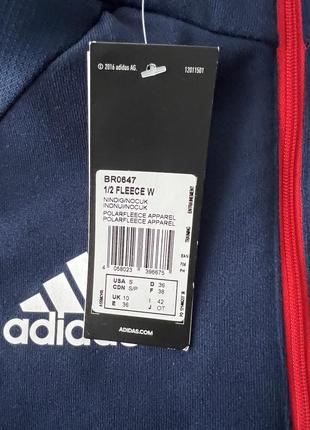 © 2016 adidas AG.
12011501
BR0647
1/2 FLEECE W
NINDIG/NOCUK
INDNUI/NOCUK
POLARFLEECE APPAREL
POLARFLEECE APPAREL
4 058023 396675
USA S D 36
CDN S/P F 38
UK 10 I 42
E 36 J OT
ADIDAS.COM
TRAINING ENTRAINEMENT
adidas